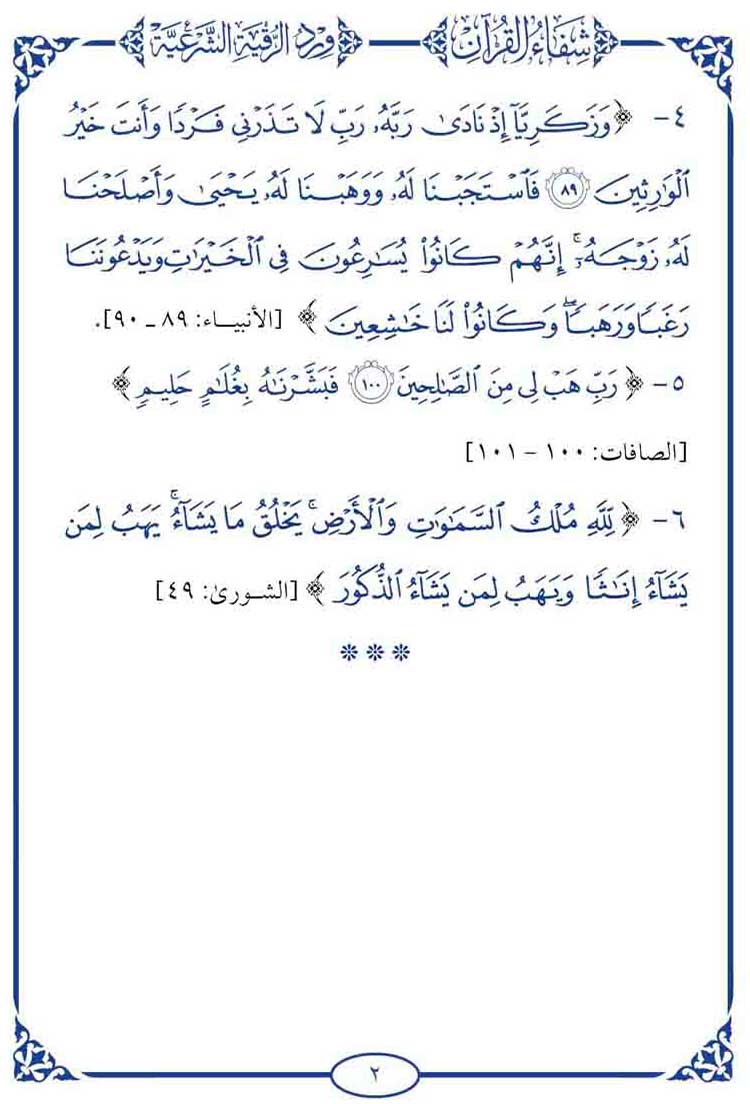 شِفَاءُ القُرْآنِ وِرْدُ الرُّقْيَةِ الشَّرْعِيَّةِ
٤ – ﴿وَزَكَرِيَّآ إِذْ نَادَىٰ رَبَّهُۥ رَبِّ لَا تَذَرْنِى فَرْدًا وَأَنتَ خَيْرُ
ٱلْوَٰرِثِينَ ۝٨٩ فَٱسْتَجَبْنَا لَهُۥ وَوَهَبْنَا لَهُۥ يَحْيَىٰ وَأَصْلَحْنَا
لَهُۥ زَوْجَهُۥٓ ۚ إِنَّهُمْ كَانُوا۟ يُسَٰرِعُونَ فِى ٱلْخَيْرَٰتِ وَيَدْعُونَنَا
رَغَبًا وَرَهَبًا ۖ وَكَانُوا۟ لَنَا خَٰشِعِينَ﴾ [الأنبياء: ٨٩ ـ ٩٠].
٥ – ﴿رَبِّ هَبْ لِى مِنَ ٱلصَّٰلِحِينَ ۝١٠٠ فَبَشَّرْنَٰهُ بِغُلَٰمٍ حَلِيمٍ﴾
[الصافات: ١٠٠ – ١٠١]
٦ – ﴿لِلَّهِ مُلْكُ ٱلسَّمَٰوَٰتِ وَٱلْأَرْضِ ۚ يَخْلُقُ مَا يَشَآءُ ۚ يَهَبُ لِمَن
يَشَآءُ إِنَٰثًا وَيَهَبُ لِمَن يَشَآءُ ٱلذُّكُورَ﴾ [الشورىٰ: ٤٩]
* * *
٢